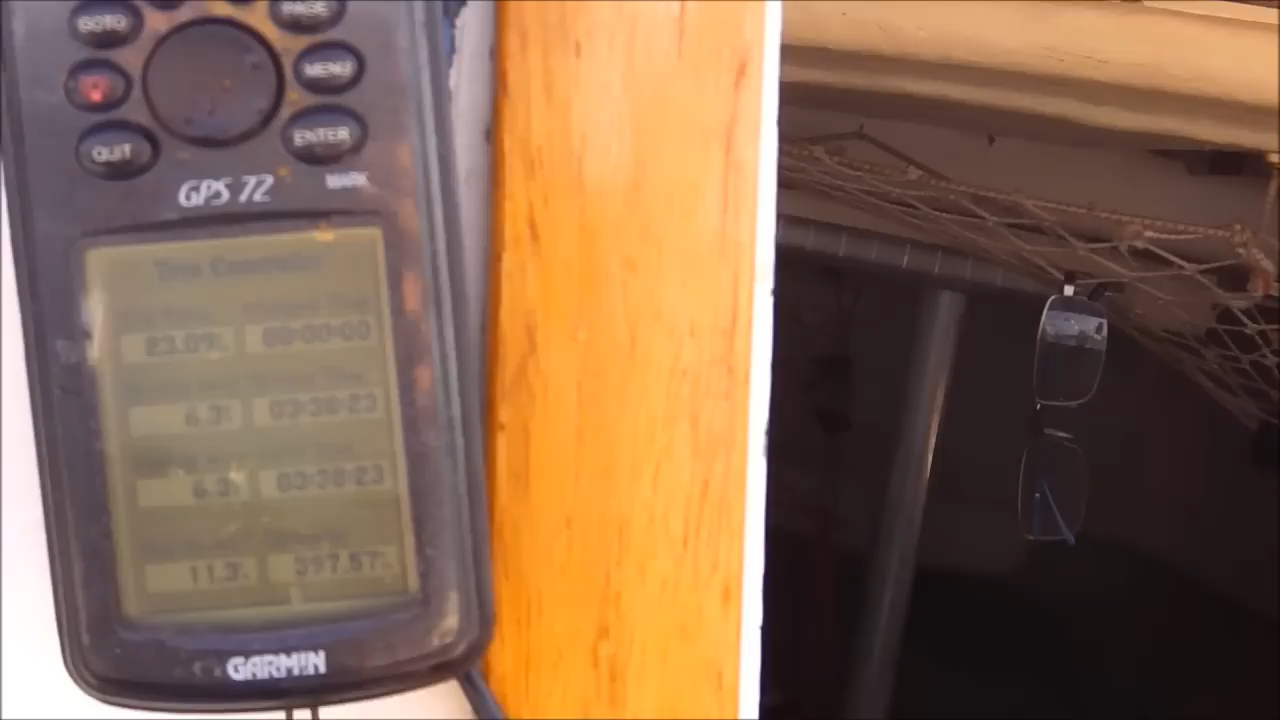 GOTO
PAGE
MENU
QUIT
ENTER
GPS 72
MARK
Trip Computer
23.09
00:00:00
6.3
03:38:23
6.3
03:38:23
11.3
397.57
GARMIN